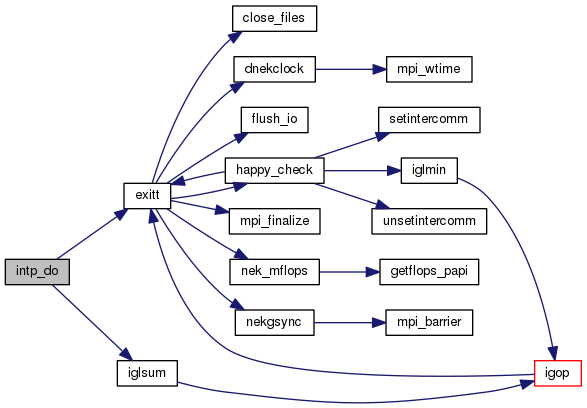 close_files
dnekclock
mpi_wtime
flush_io
setintercomm
happy_check
iglmin
exitt
mpi_finalize
unsetintercomm
intp_do
nek_mflops
getflops_papi
nekgsync
mpi_barrier
iglsum
igop